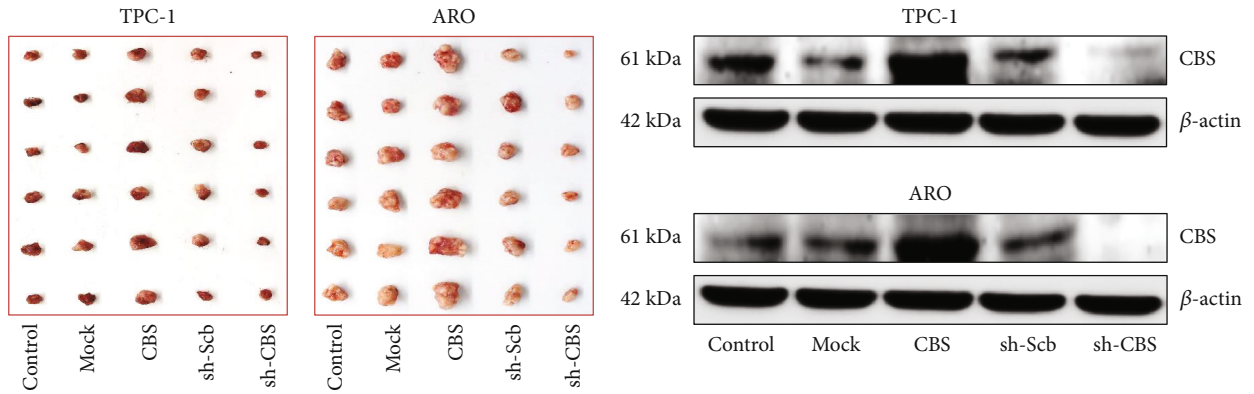 TPC-1
ARO
Control
Mock
CBS
sh-Scb
sh-CBS
Control
Mock
CBS
sh-Scb
sh-CBS
TPC-1
61 kDa
CBS
42 kDa
β-actin
ARO
61 kDa
CBS
42 kDa
β-actin
Control
Mock
CBS
sh-Scb
sh-CBS